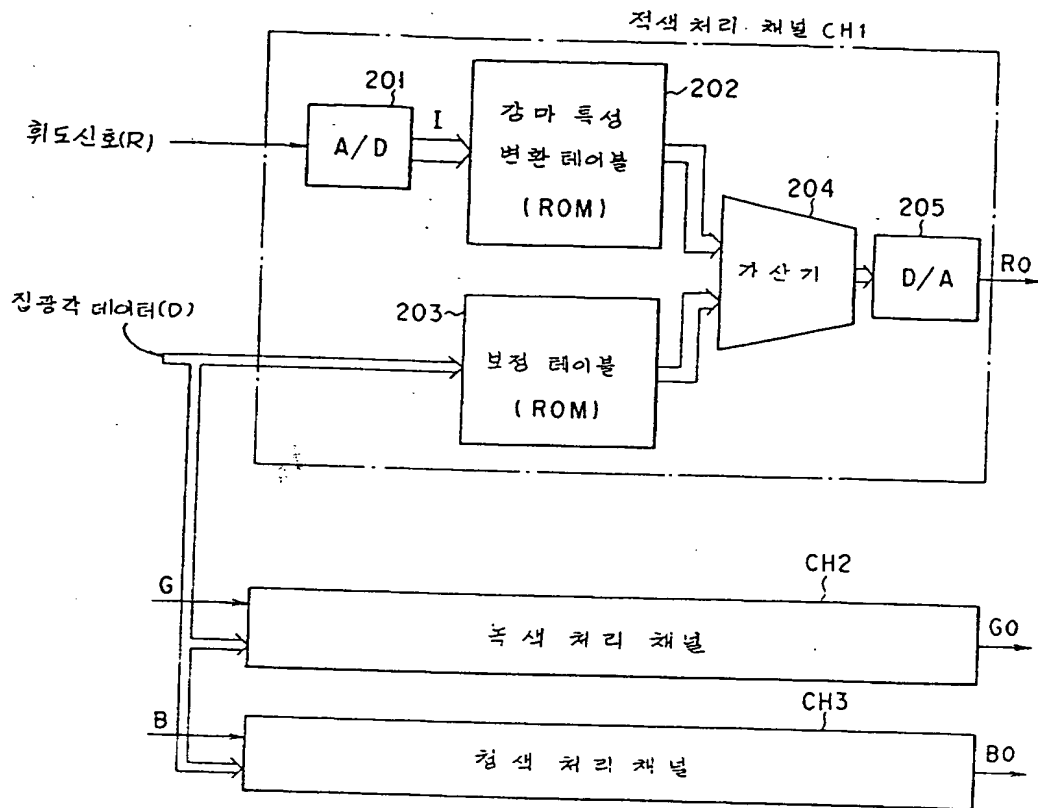 적색 처리 채널 CH1
201
202
휘도신호(R)
A/D
I
감마 특성
변환 테이블
(ROM)
204
205
가산기
D/A
RO
집광각 데이터(D)
203
보정 테이블
(ROM)
CH2
G
녹색 처리 채널
GO
CH3
B
청색 처리 채널
BO